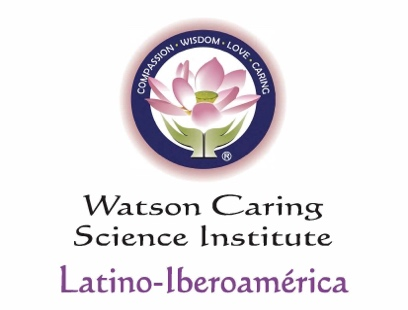 COMPASSION · WISDOM · LOVE · CARING
®
Watson Caring
Science Institute
Latino-Iberoamérica